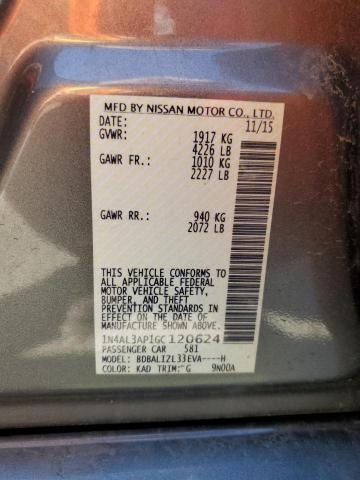 MFD BY NISSAN MOTOR CO., LTD.
DATE: 11/15
GVWR: 1917 KG
4226 LB
GAWR FR.: 1010 KG
2227 LB
GAWR RR.: 940 KG
2072 LB
THIS VEHICLE CONFORMS TO
ALL APPLICABLE FEDERAL
MOTOR VEHICLE SAFETY,
BUMPER, AND THEFT
PREVENTION STANDARDS IN
EFFECT ON THE DATE OF
MANUFACTURE SHOWN ABOVE.
1N4AL3AP1GC120624
PASSENGER CAR 581
MODEL: BDBALIZL33EVA----H
COLOR: KAD TRIM:G 9N00A